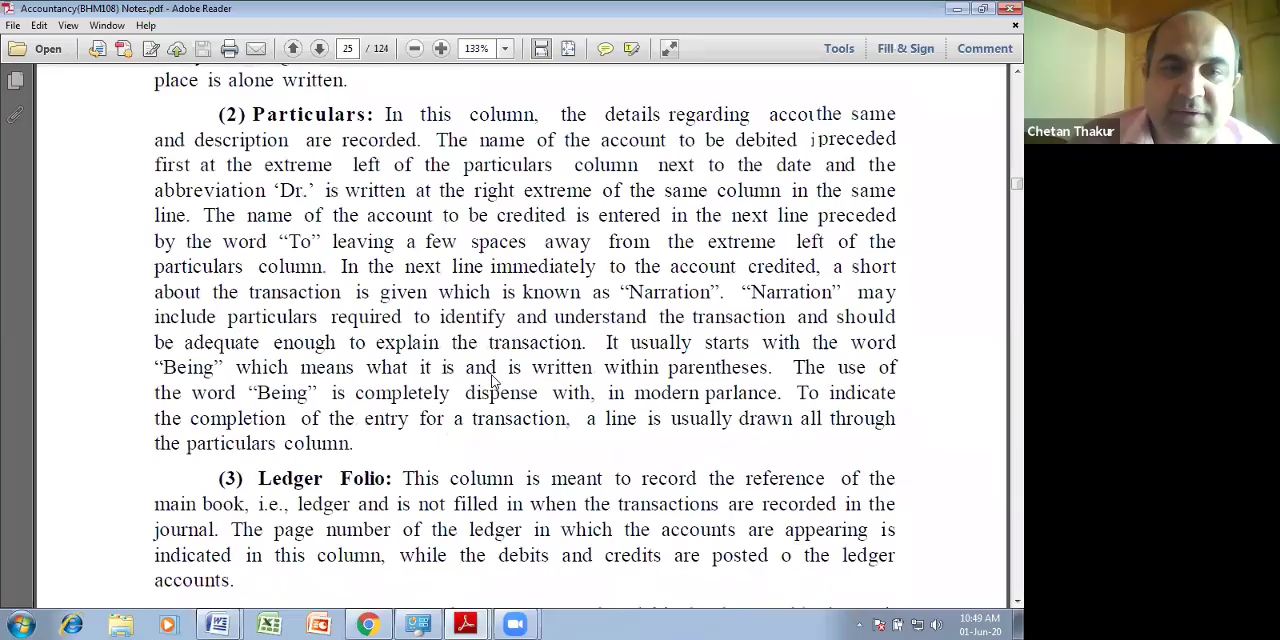 Accountancy(BHM108) Notes.pdf - Adobe Reader
File Edit View Window Help
Open 25 / 124 133% Tools Fill & Sign Comment
Chetan Thakur
place is alone written.
(2) Particulars: In this column, the details regarding accou the same
and description are recorded. The name of the account to be debited preceded
first at the extreme left of the particulars column next to the date and the
abbreviation ‘Dr.’ is written at the right extreme of the same column in the same
line. The name of the account to be credited is entered in the next line preceded
by the word “To” leaving a few spaces away from the extreme left of the
particulars column. In the next line immediately to the account credited, a short
about the transaction is given which is known as “Narration”. “Narration” may
include particulars required to identify and understand the transaction and should
be adequate enough to explain the transaction. It usually starts with the word
“Being” which means what it is and is written within parentheses. The use of
the word “Being” is completely dispense with, in modern parlance. To indicate
the completion of the entry for a transaction, a line is usually drawn all through
the particulars column.
(3) Ledger Folio: This column is meant to record the reference of the
main book, i.e., ledger and is not filled in when the transactions are recorded in the
journal. The page number of the ledger in which the accounts are appearing is
indicated in this column, while the debits and credits are posted o the ledger
accounts.
10:49 AM
01-Jun-20